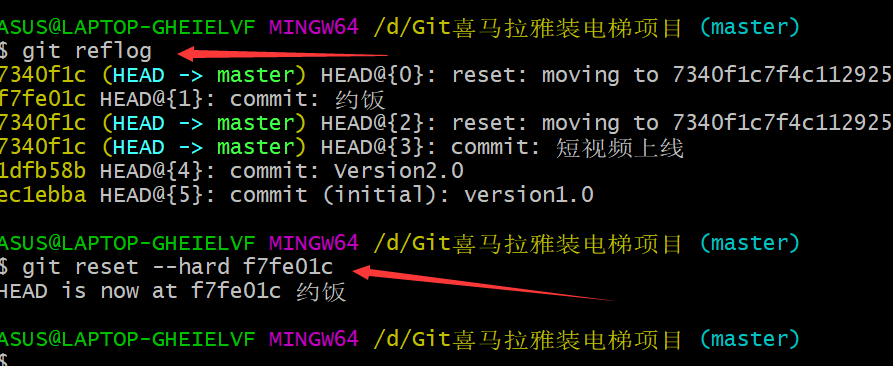 ASUS@LAPTOP-GHEIELVF MINGW64 /d/Git喜马拉雅装电梯项目 (master)
$ git reflog
7340f1c (HEAD -> master) HEAD@{0}: reset: moving to 7340f1c7f4c112925
f7fe01c HEAD@{1}: commit: 约饭
7340f1c (HEAD -> master) HEAD@{2}: reset: moving to 7340f1c7f4c112925
7340f1c (HEAD -> master) HEAD@{3}: commit: 短视频上线
1dfb58b HEAD@{4}: commit: Version2.0
ec1ebba HEAD@{5}: commit (initial): version1.0
ASUS@LAPTOP-GHEIELVF MINGW64 /d/Git喜马拉雅装电梯项目 (master)
$ git reset --hard f7fe01c
HEAD is now at f7fe01c 约饭
ASUS@LAPTOP-GHEIELVF MINGW64 /d/Git喜马拉雅装电梯项目 (master)
$